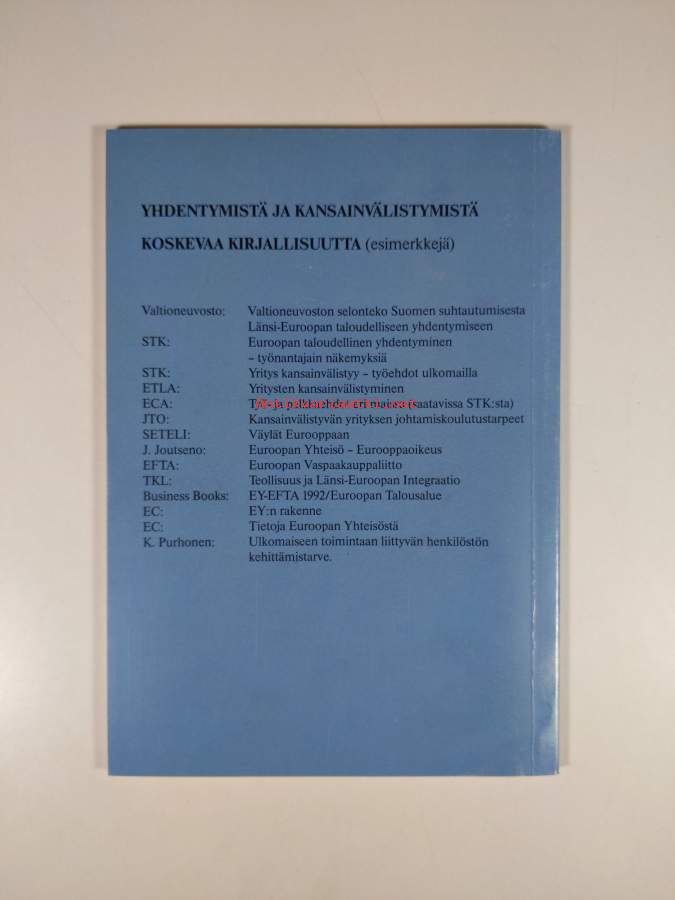 YHDENTYMISTÄ JA KANSAINVÄLISTYMISTÄ
KOSKEVAA KIRJALLISUUTTA (esimerkkejä)
Valtioneuvosto: Valtioneuvoston selonteko Suomen suhtautumisesta
Länsi-Euroopan taloudelliseen yhdentymiseen
STK: Euroopan taloudellinen yhdentyminen
– työnantajain näkemyksiä
STK: Yritys kansainvälistyy – työehdot ulkomailla
ETLA: Yritysten kansainvälistyminen
ECA: ja (saatavissa STK:sta)
JTO: Kansainvälistyvän yrityksen johtamiskoulutustarpeet
SETELI: Väylät Eurooppaan
J. Joutseno: Euroopan Yhteisö – Eurooppaoikeus
EFTA: Euroopan Vaspaakauppaliitto
TKL: Teollisuus ja Länsi-Euroopan Integraatio
Business Books: EY-EFTA 1992/Euroopan Talousalue
EC: EY:n rakenne
EC: Tietoja Euroopan Yhteisöstä
K. Purhonen: Ulkomaiseen toimintaan liittyvän henkilöstön
kehittämistarve.